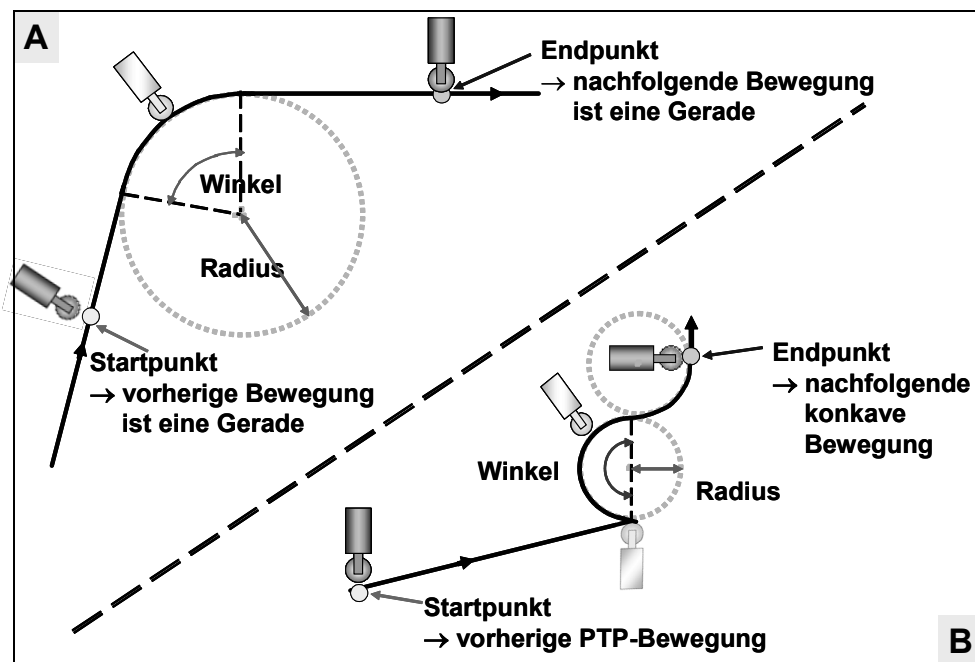 A
Endpunkt
→ nachfolgende Bewegung
ist eine Gerade
Winkel
Radius
Startpunkt
→ vorherige Bewegung
ist eine Gerade
Endpunkt
→ nachfolgende
konkave
Bewegung
Winkel
Radius
Startpunkt
→ vorherige PTP-Bewegung
B